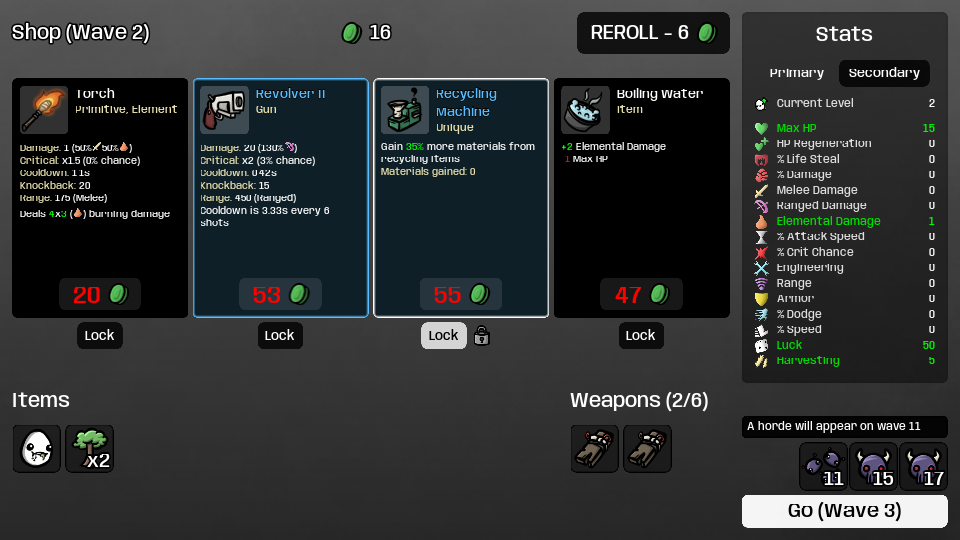 Shop (Wave 2)
16
REROLL - 6
Torch
Primitive, Element
Damage: 1 (50% 50% )
Critical: x1.5 (0% chance)
Cooldown: 1.1s
Knockback: 20
Range: 175 (Melee)
Deals 4x3 ( ) burning damage
20
Lock
Revolver II
Gun
Damage: 20 (130% )
Critical: x2 (3% chance)
Cooldown: 0.42s
Knockback: 15
Range: 450 (Ranged)
Cooldown is 3.33s every 6
shots
53
Lock
Recycling
Machine
Unique
Gain 35% more materials from
recycling items
Materials gained: 0
55
Lock
Boiling Water
Item
+2 Elemental Damage
-1 Max HP
47
Lock
Stats
Primary
Secondary
Current Level 2
Max HP 15
HP Regeneration 0
% Life Steal 0
% Damage 0
Melee Damage 0
Ranged Damage 0
Elemental Damage 1
% Attack Speed 0
% Crit Chance 0
Engineering 0
Range 0
Armor 0
% Dodge 0
% Speed 0
Luck 50
Harvesting 5
Items
x2
Weapons (2/6)
A horde will appear on wave 11
11
15
17
Go (Wave 3)